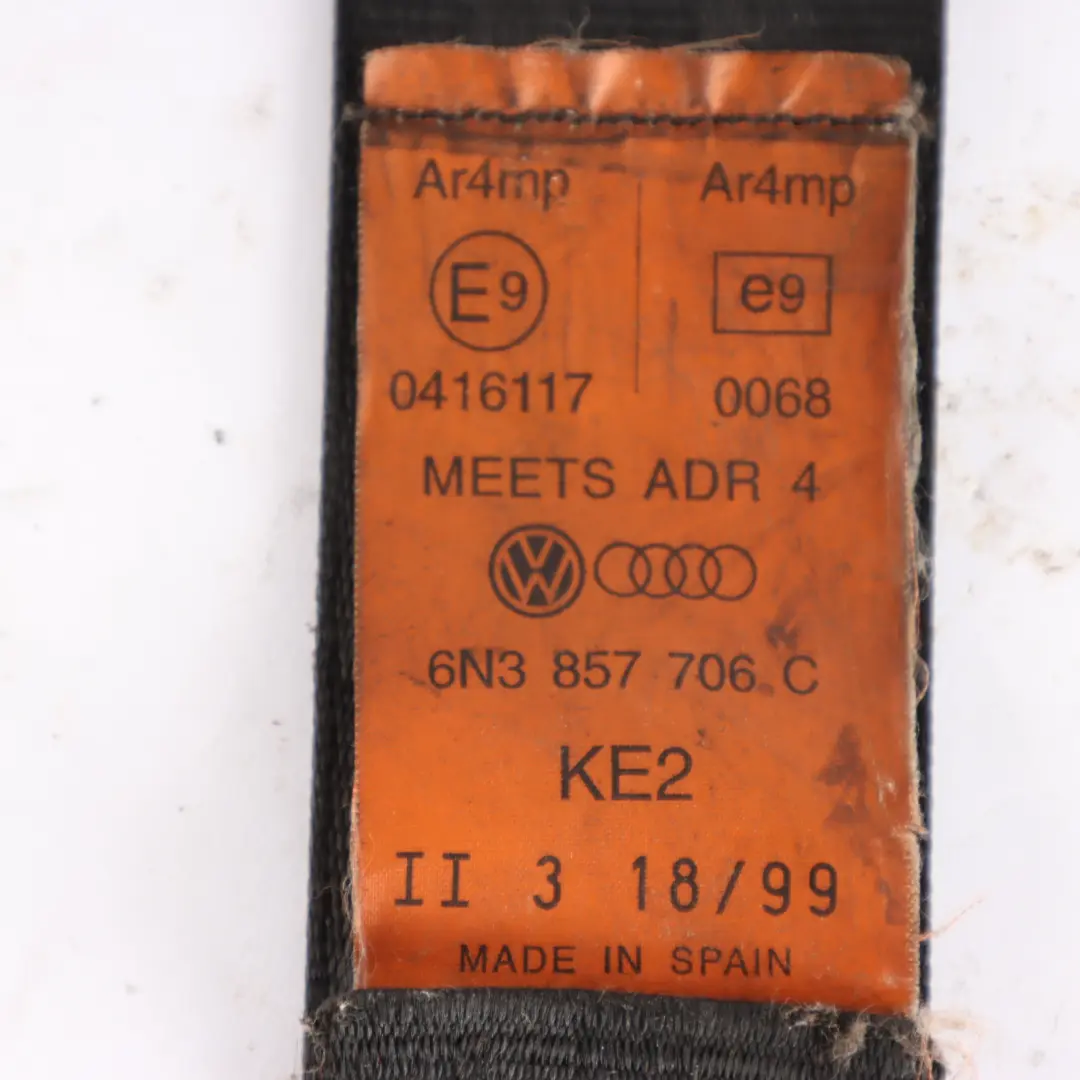 Ar4mp Ar4mp
E9 e9
0416117 0068
MEETS ADR 4
VW
6N3 857 706 C
KE2
II 3 18/99
MADE IN SPAIN